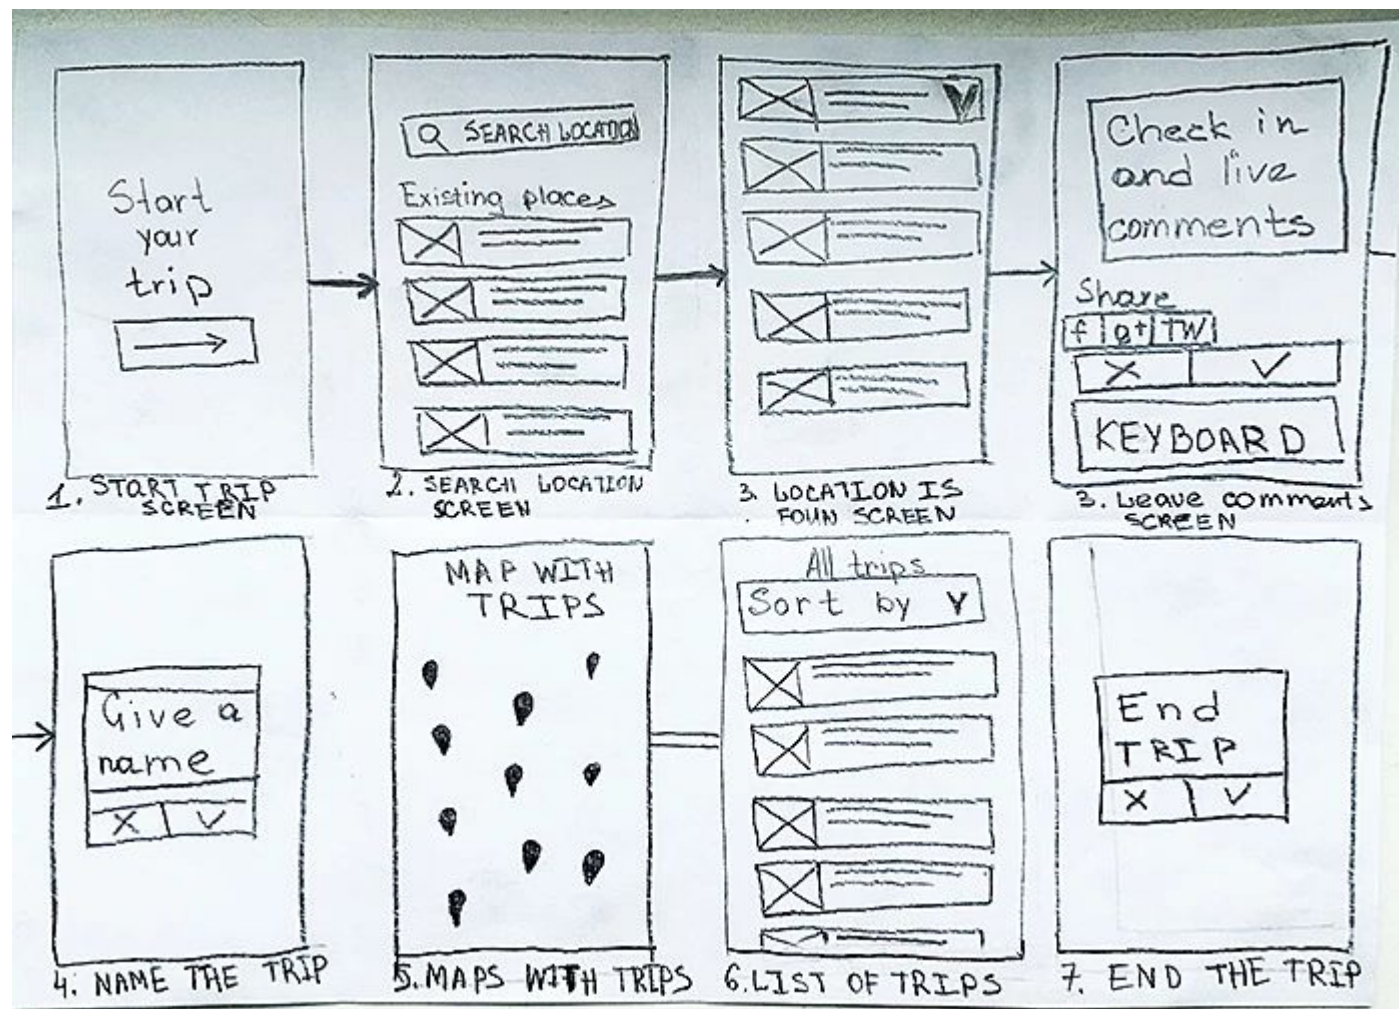 Start
your
trip
1. START TRIP
SCREEN
SEARCH LOCATION
Existing places
2. SEARCH LOCATION
SCREEN
3. LOCATION IS
FOUN SCREEN
Check in
and live
comments
Share
f g+ TW
KEYBOARD
3. Leave comments
SCREEN
Give a
name
4. NAME THE TRIP
MAP WITH
TRIPS
5. MAPS WITH TRIPS
All trips
Sort by
6. LIST OF TRIPS
End
TRIP
7. END THE TRIP